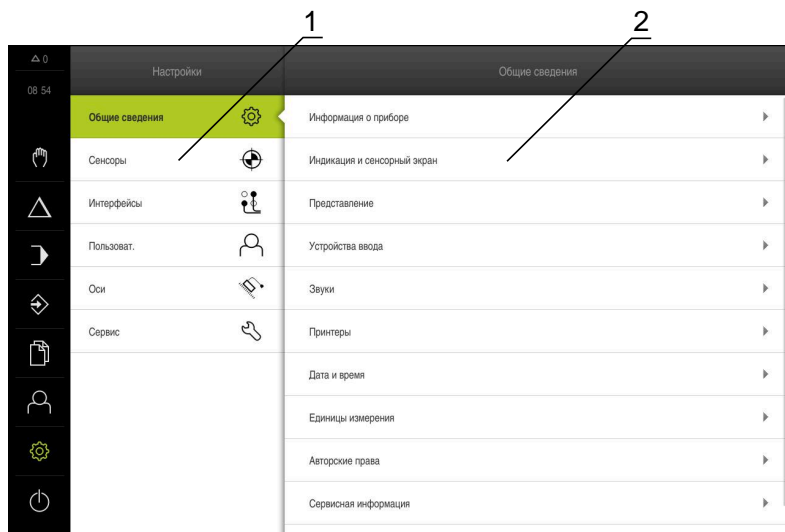 1
2
0
08 54
Настройки
Общие сведения
Общие сведения
Сенсоры
Интерфейсы
Пользоват.
Оси
Сервис
Информация о приборе
Индикация и сенсорный экран
Представление
Устройства ввода
Звуки
Принтеры
Дата и время
Единицы измерения
Авторские права
Сервисная информация